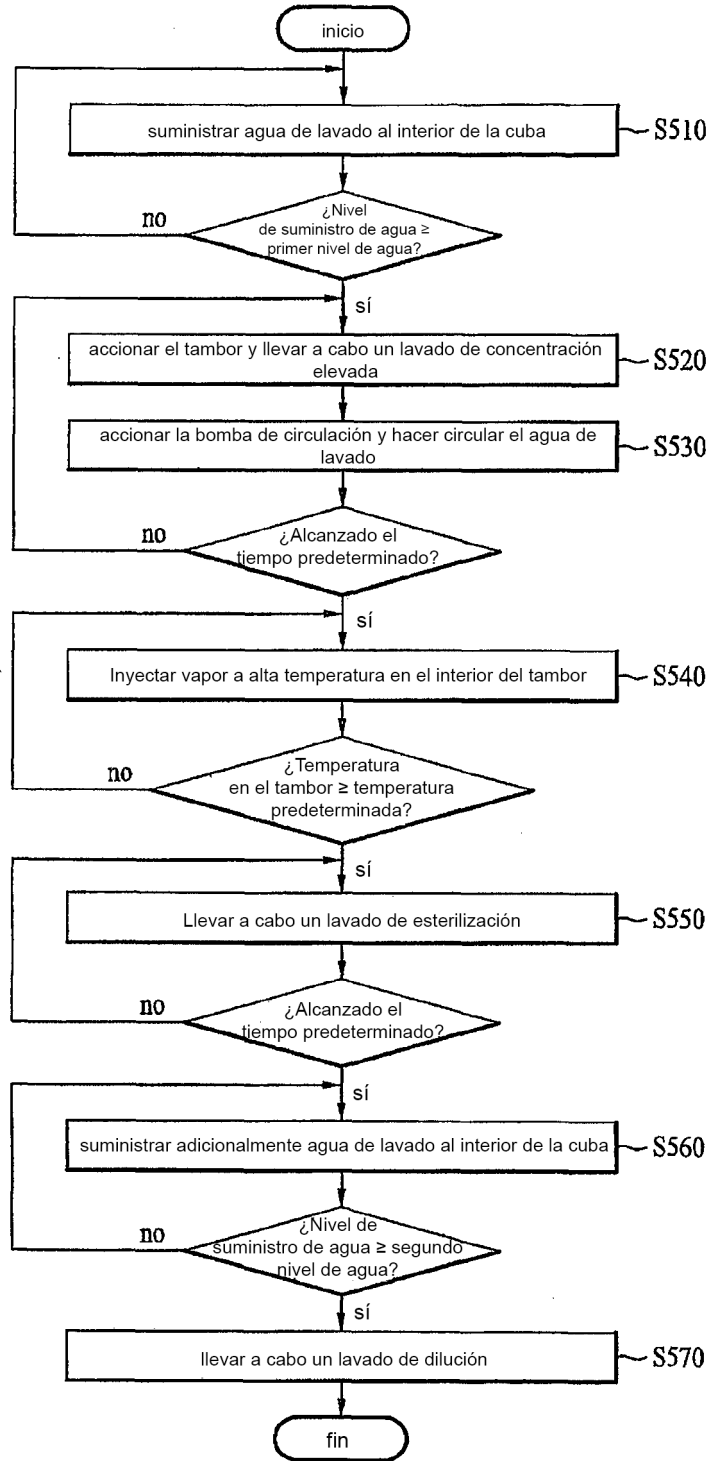 inicio
suministrar agua de lavado al interior de la cuba
S510
¿Nivel
de suministro de agua ≥
primer nivel de agua?
no
sí
accionar el tambor y llevar a cabo un lavado de concentración
elevada
S520
accionar la bomba de circulación y hacer circular el agua de
lavado
S530
¿Alcanzado el
tiempo predeterminado?
no
sí
Inyectar vapor a alta temperatura en el interior del tambor
S540
¿Temperatura
en el tambor ≥ temperatura
predeterminada?
no
sí
Llevar a cabo un lavado de esterilización
S550
¿Alcanzado el
tiempo predeterminado?
no
sí
suministrar adicionalmente agua de lavado al interior de la cuba
S560
¿Nivel de
suministro de agua ≥ segundo
nivel de agua?
no
sí
llevar a cabo un lavado de dilución
S570
fin